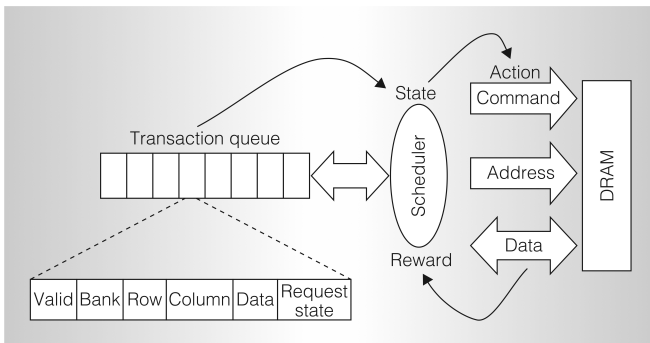 Action
State
Command
Transaction queue
Scheduler
Address
DRAM
Data
Reward
Valid
Bank
Row
Column
Data
Request
state